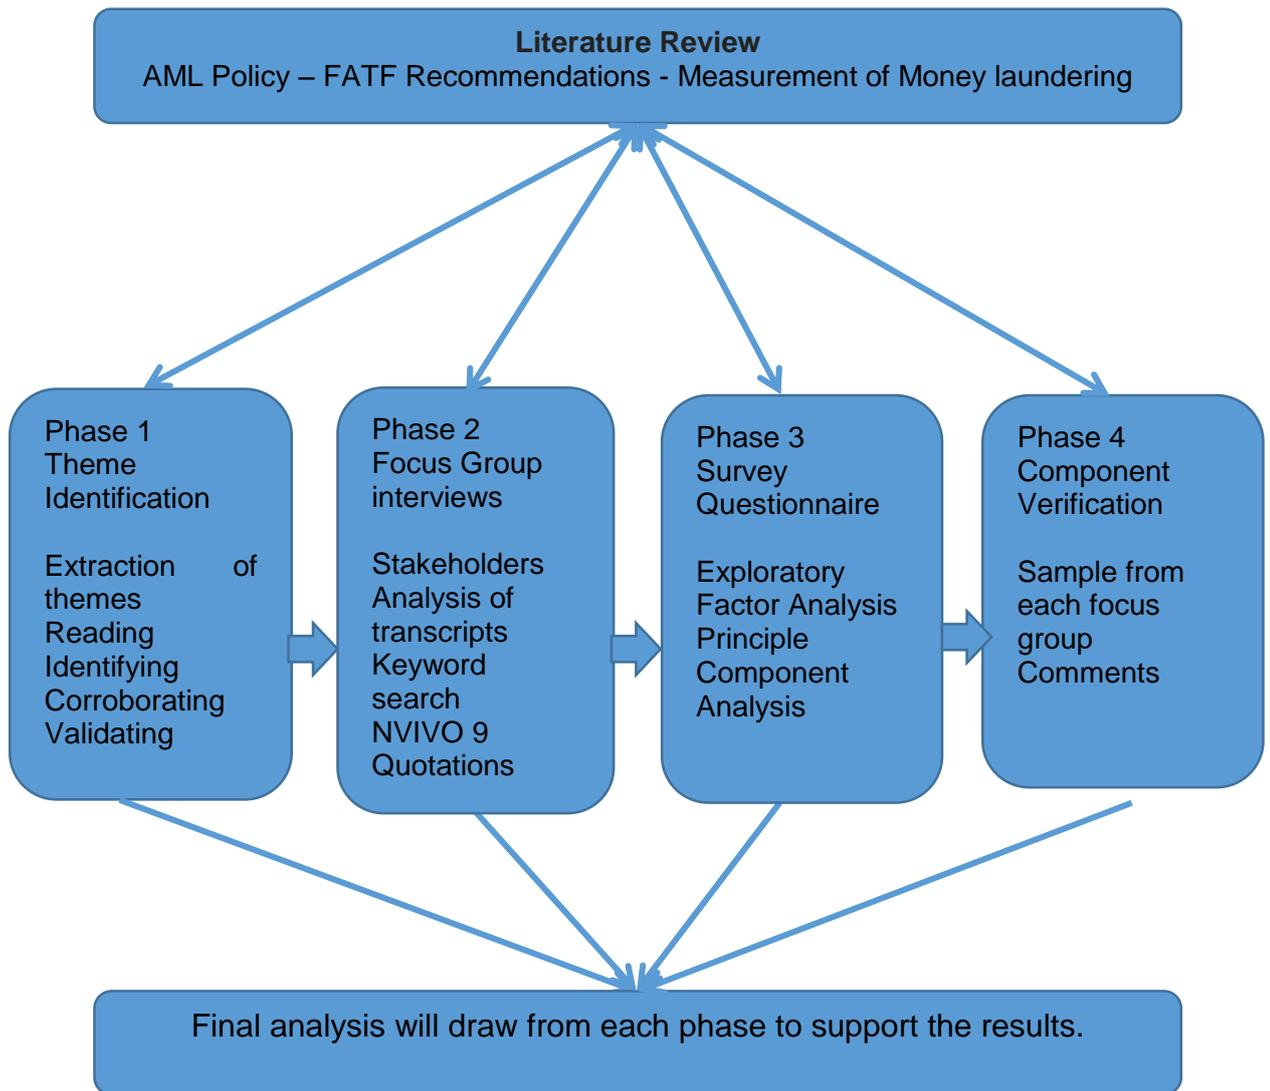 Literature Review
AML Policy – FATF Recommendations - Measurement of Money laundering
Phase 1
Theme
Identification
Extraction of
themes
Reading
Identifying
Corroborating
Validating
Phase 2
Focus Group
interviews
Stakeholders
Analysis of
transcripts
Keyword
search
NVIVO 9
Quotations
Phase 3
Survey
Questionnaire
Exploratory
Factor Analysis
Principle
Component
Analysis
Phase 4
Component
Verification
Sample from
each focus
group
Comments
Final analysis will draw from each phase to support the results.